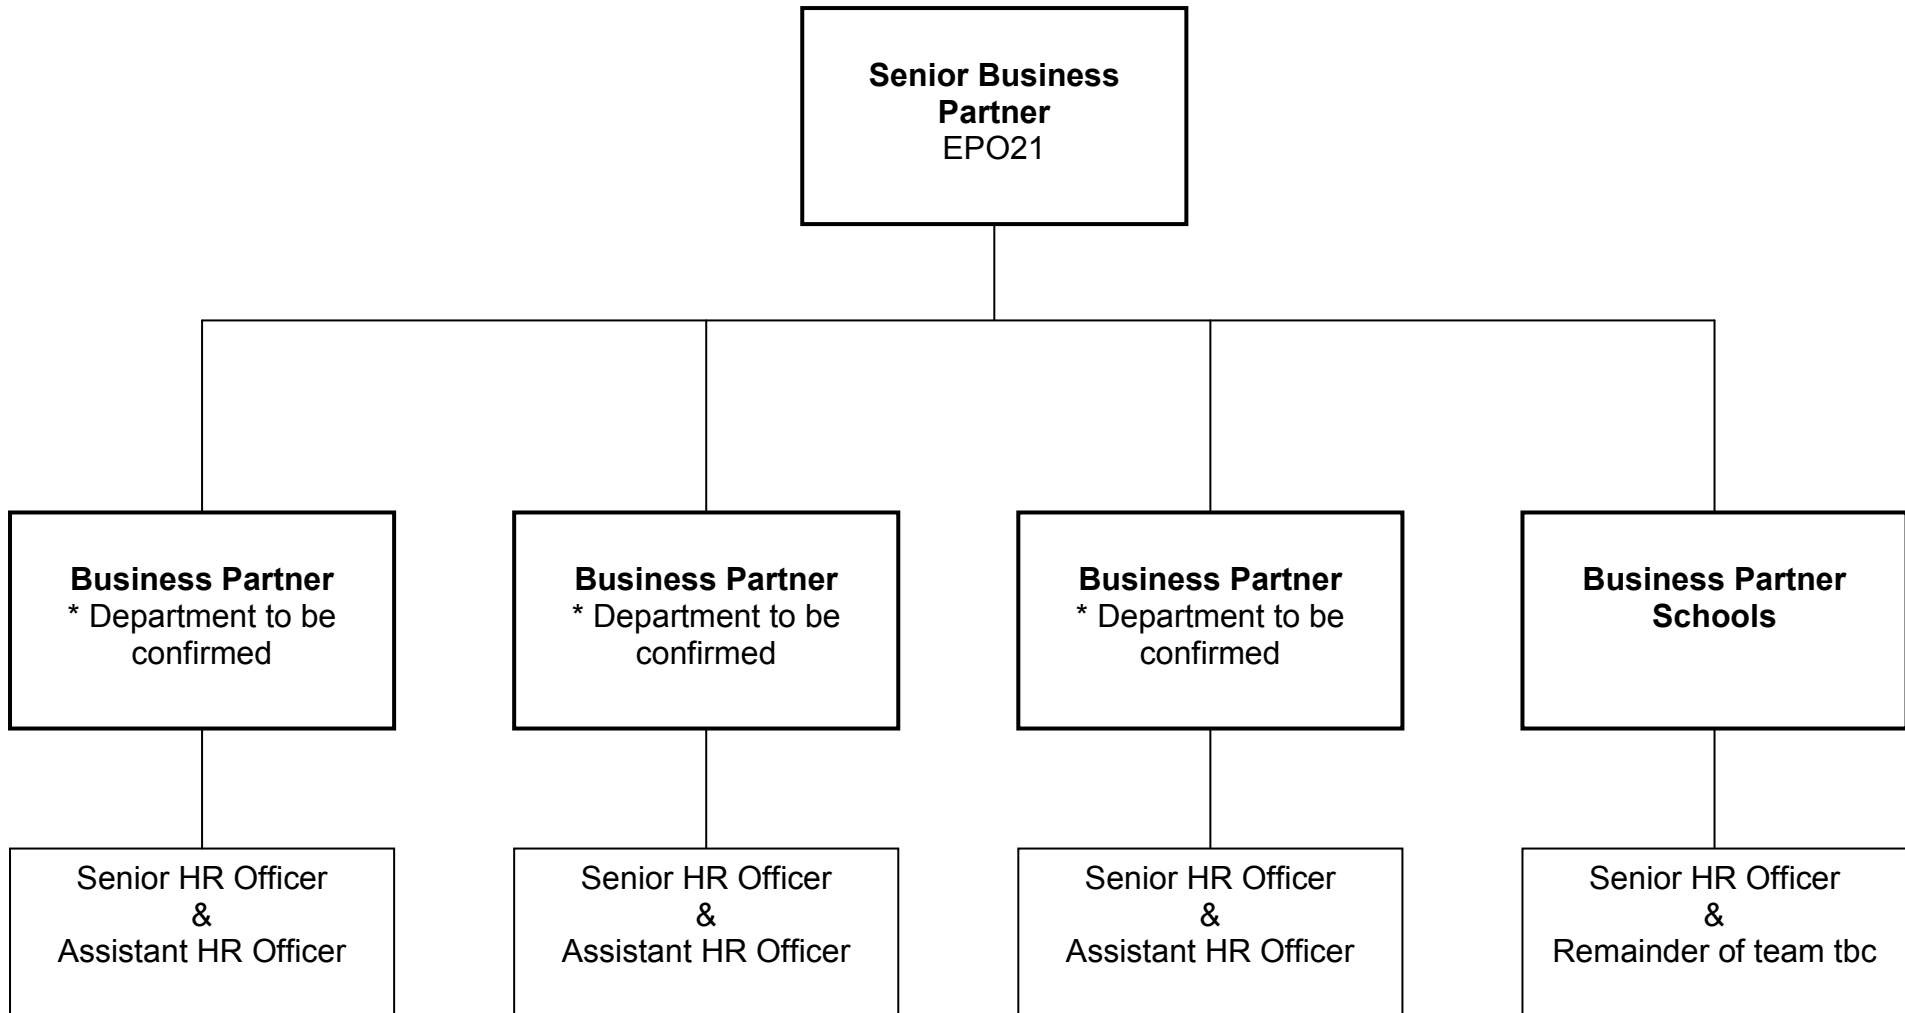 Senior Business
Partner
EPO21
Business Partner
* Department to be
confirmed
Business Partner
* Department to be
confirmed
Business Partner
* Department to be
confirmed
Business Partner
Schools
Senior HR Officer
&
Assistant HR Officer
Senior HR Officer
&
Assistant HR Officer
Senior HR Officer
&
Assistant HR Officer
Senior HR Officer
&
Remainder of team tbc